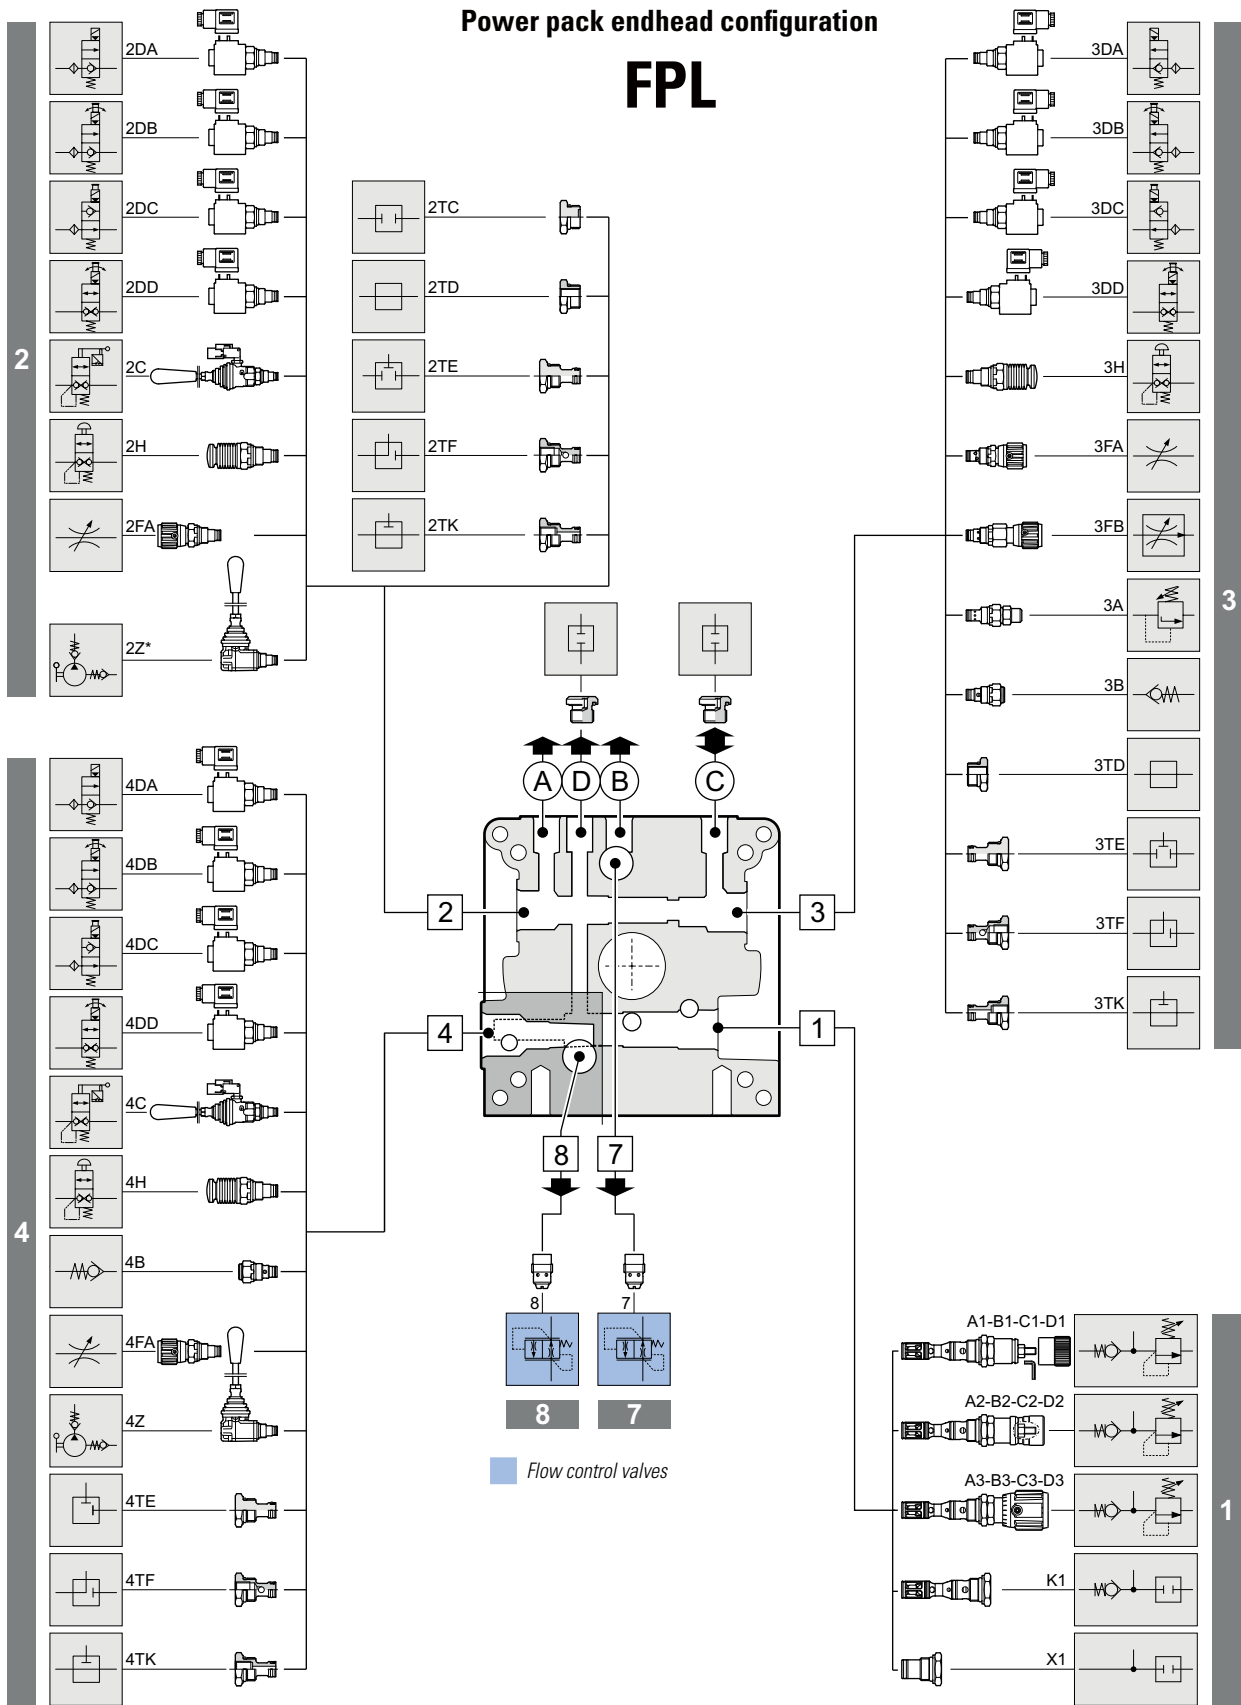 Power pack endhead configuration
FPL
2
2DA
2DB
2DC
2DD
2C
2H
2FA
2Z*
2TC
2TD
2TE
2TF
2TK
3
3DA
3DB
3DC
3DD
3H
3FA
3FB
3A
3B
3TD
3TE
3TF
3TK
A
D
B
C
2
3
4
1
8
7
4
4DA
4DB
4DC
4DD
4C
4H
4B
4FA
4Z
4TE
4TF
4TK
8
7
8
7
Flow control valves
1
A1-B1-C1-D1
A2-B2-C2-D2
A3-B3-C3-D3
K1
X1